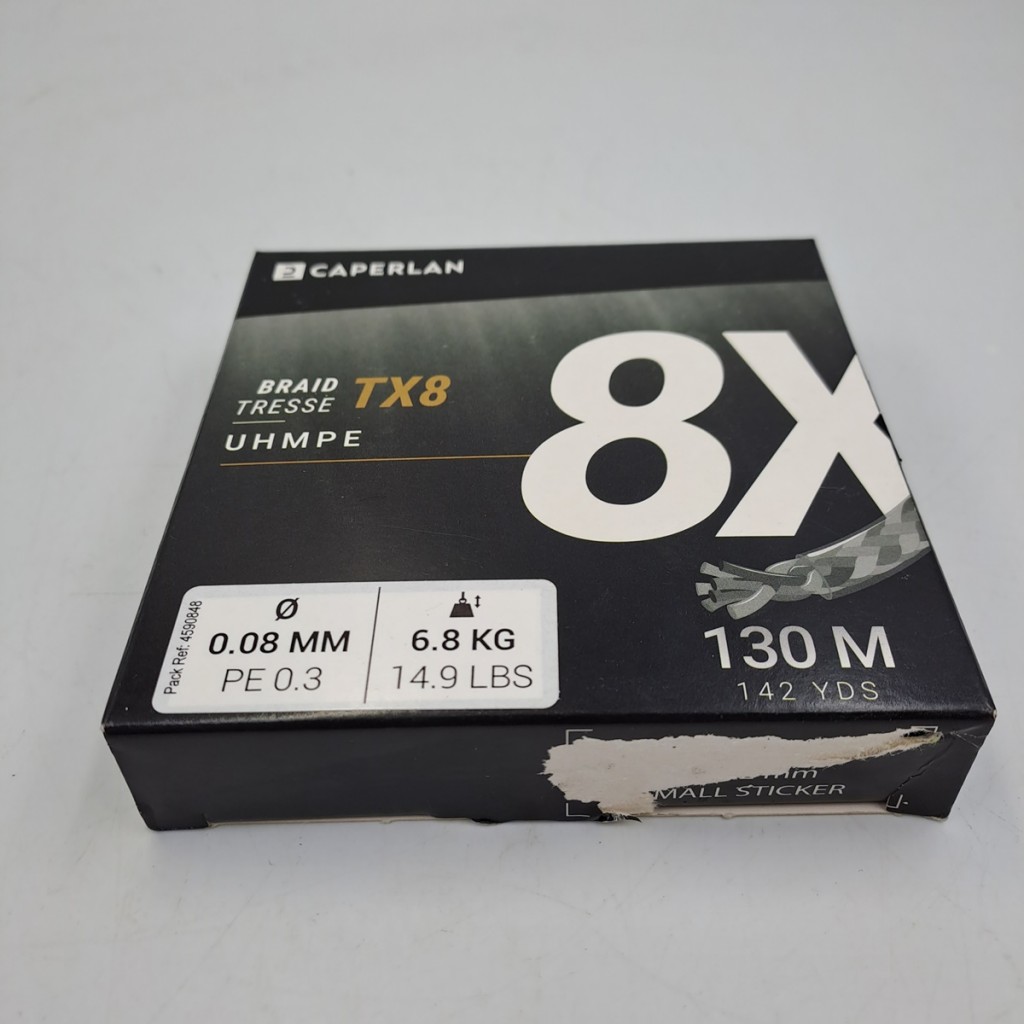 CAPERLAN
BRAID
TRESSE
TX8
UHMPE
8X
Pack Ref: 4590848
Ø
0.08 MM
PE 0.3
6.8 KG
14.9 LBS
130 M
142 YDS
mm
STICKER